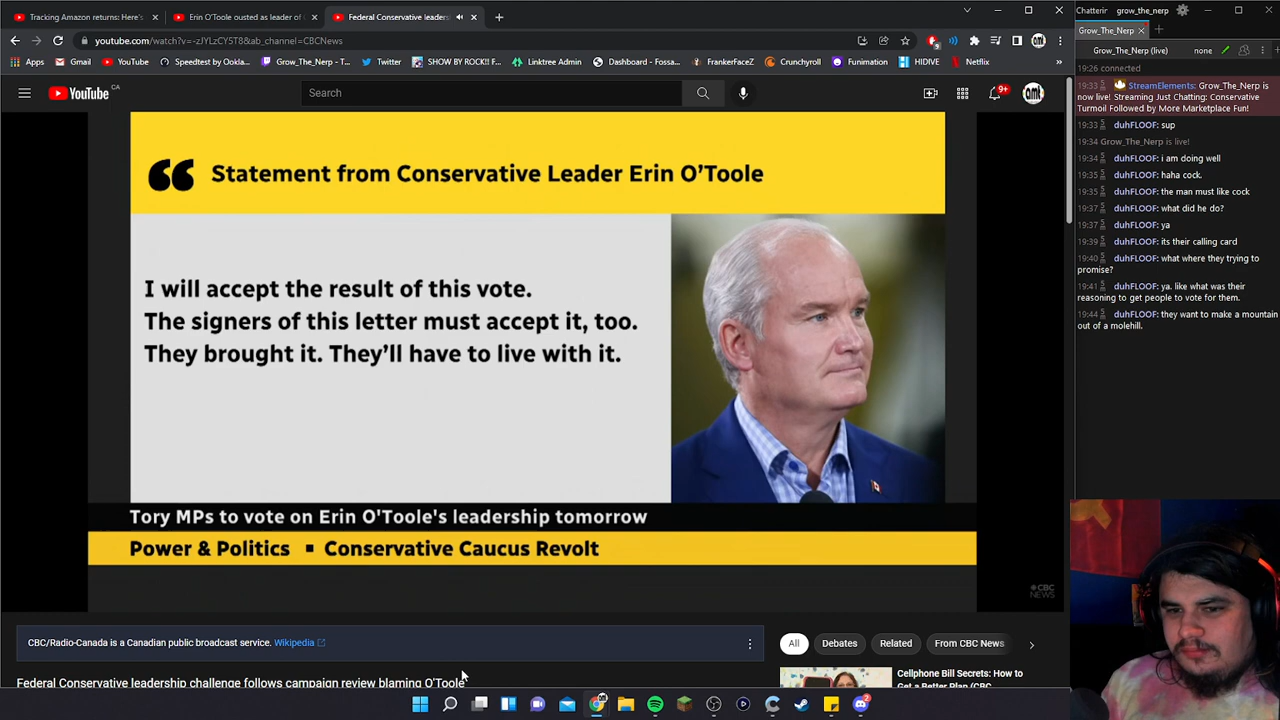 Tracking Amazon returns: Here's
Erin O'Toole ousted as leader of
Federal Conservative leaders
youtube.com/watch?v=-zJYLzCY5T8&ab_channel=CBCNews
Apps
Gmail
YouTube
Speedtest by Ookla...
Grow_The_Nerp - T...
Twitter
SHOW BY ROCK!! F...
Linktree Admin
Dashboard - Fossa...
FrankerFaceZ
Crunchyroll
Funimation
HIDIVE
Netflix
YouTube CA
Search
9+
Statement from Conservative Leader Erin O'Toole
I will accept the result of this vote.
The signers of this letter must accept it, too.
They brought it. They'll have to live with it.
Tory MPs to vote on Erin O'Toole's leadership tomorrow
Power & Politics ▪ Conservative Caucus Revolt
CBC
NEWS
CBC/Radio-Canada is a Canadian public broadcast service. Wikipedia
Federal Conservative leadership challenge follows campaign review blaming O'Toole
All
Debates
Related
From CBC News
Cellphone Bill Secrets: How to
Get a Better Plan (CBC
Chatterir
grow_the_nerp
Grow_The_Nerp
Grow_The_Nerp (live)
none
19:26 connected
19:33 StreamElements: Grow_The_Nerp is
now live! Streaming Just Chatting: Conservative
Turmoil Followed by More Marketplace Fun!
19:33 duhFLOOF: sup
19:34 Grow_The_Nerp is live!
19:34 duhFLOOF: i am doing well
19:35 duhFLOOF: haha cock.
19:35 duhFLOOF: the man must like cock
19:37 duhFLOOF: what did he do?
19:37 duhFLOOF: ya
19:39 duhFLOOF: its their calling card
19:40 duhFLOOF: what where they trying to
promise?
19:41 duhFLOOF: ya. like what was their
reasoning to get people to vote for them.
19:44 duhFLOOF: they want to make a mountain
out of a molehill.